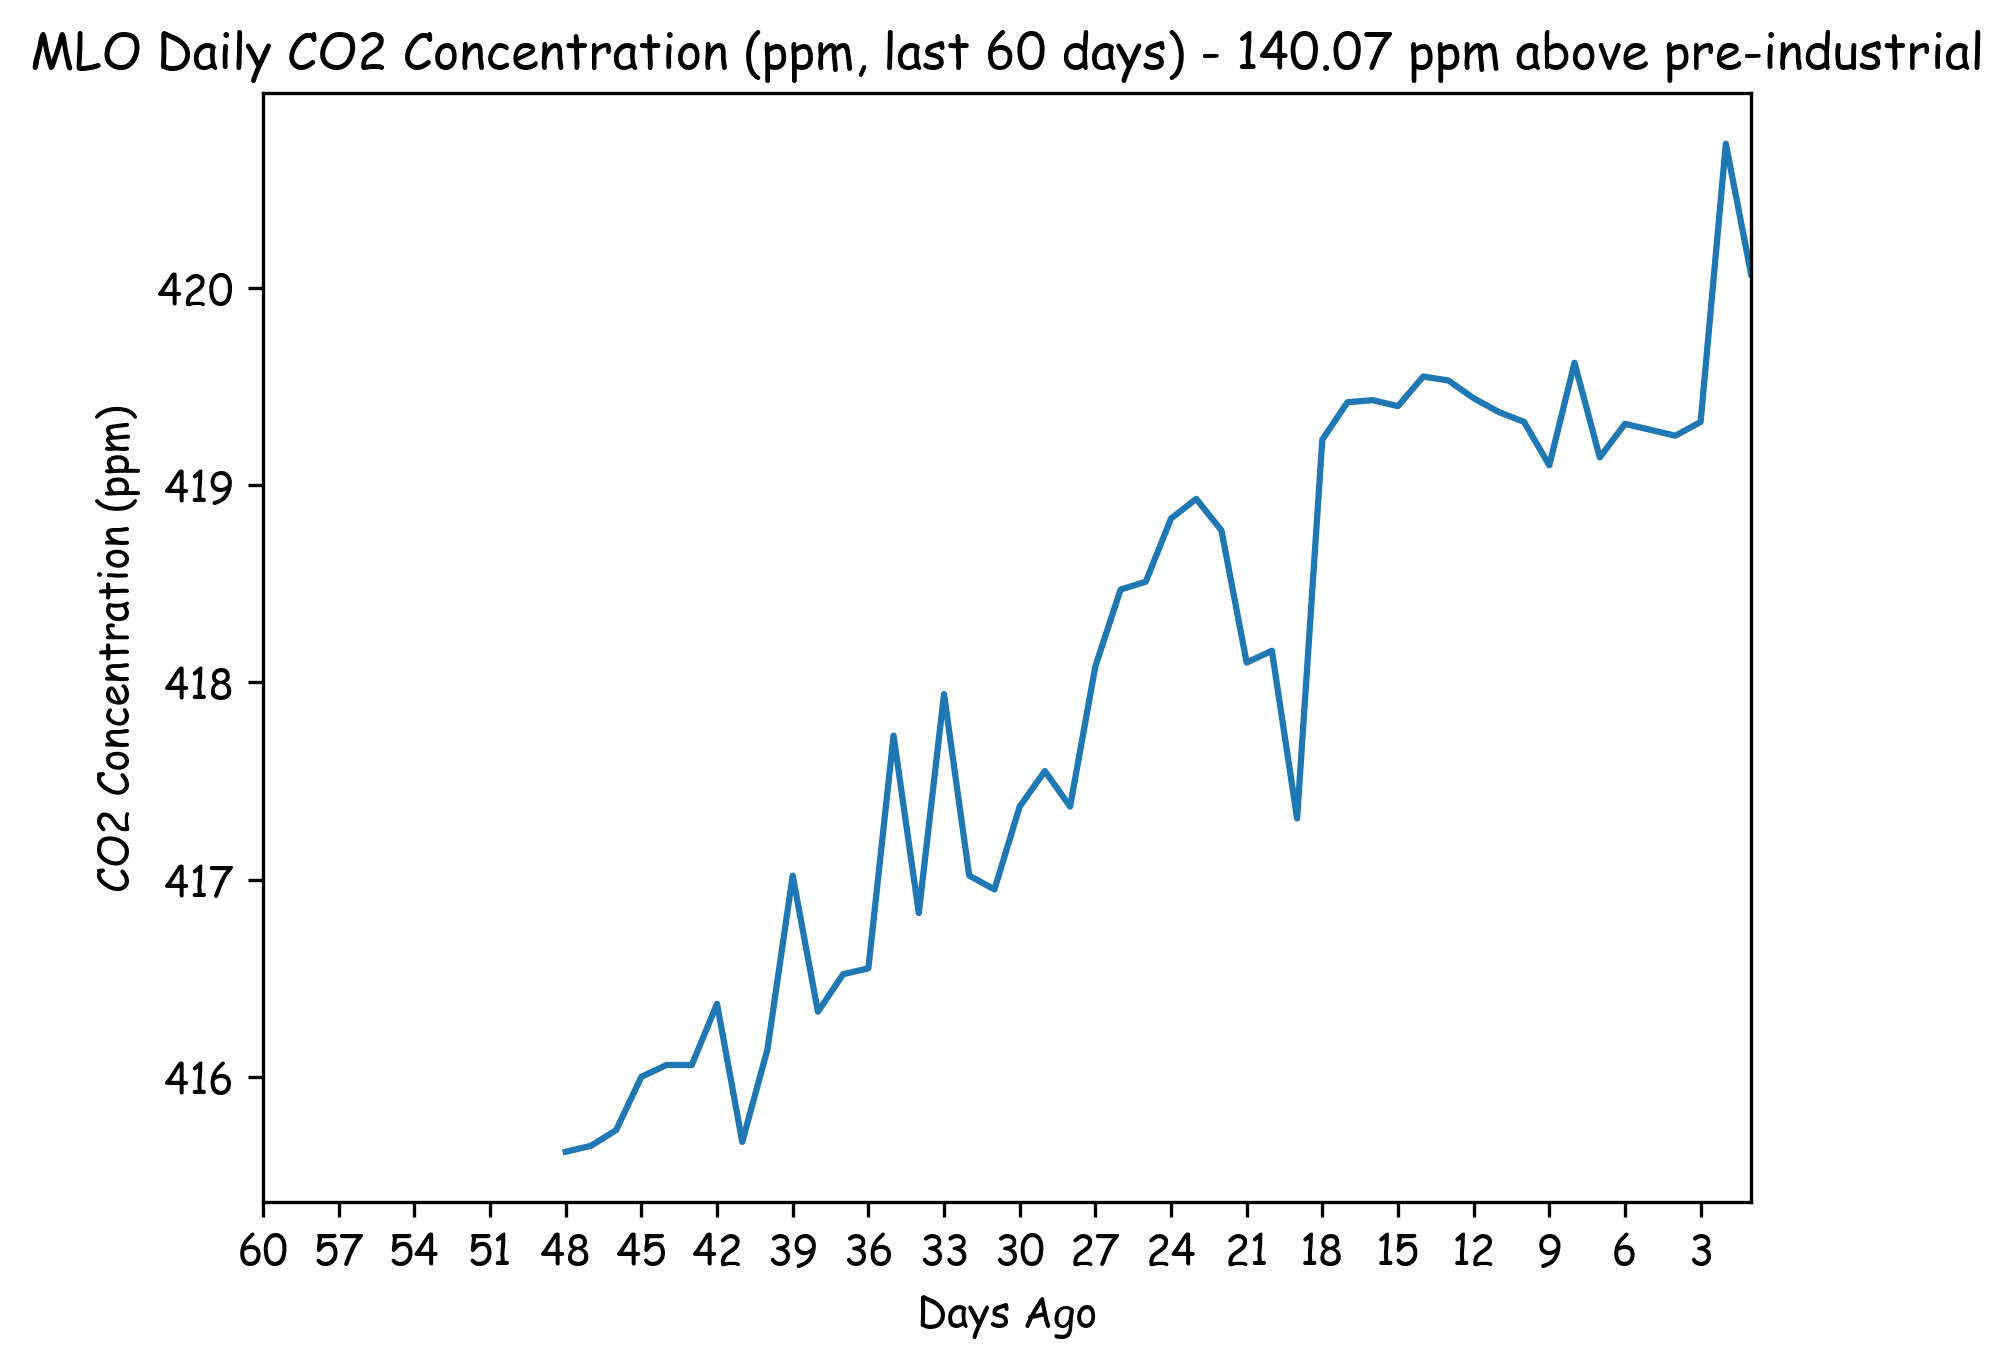 MLO Daily CO2 Concentration (ppm, last 60 days) - 140.07 ppm above pre-industrial
CO2 Concentration (ppm)
420
419
418
417
416
60 57 54 51 48 45 42 39 36 33 30 27 24 21 18 15 12 9 6 3
Days Ago